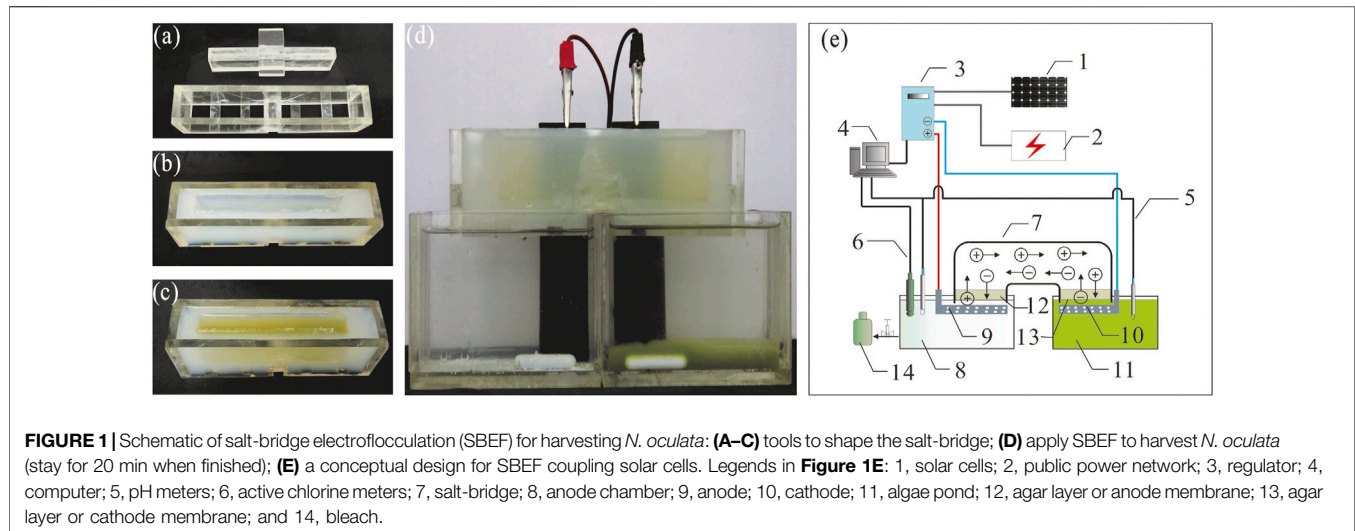 (a)
(b)
(c)
(d)
(e)
1
2
3
4
5
6
7
8
9
10
11
12
13
14
FIGURE 1 | Schematic of salt-bridge electroflocculation (SBEF) for harvesting N. oculata: (A–C) tools to shape the salt-bridge; (D) apply SBEF to harvest N. oculata
(stay for 20 min when finished); (E) a conceptual design for SBEF coupling solar cells. Legends in Figure 1E: 1, solar cells; 2, public power network; 3, regulator; 4,
computer; 5, pH meters; 6, active chlorine meters; 7, salt-bridge; 8, anode chamber; 9, anode; 10, cathode; 11, algae pond; 12, agar layer or anode membrane; 13, agar
layer or cathode membrane; and 14, bleach.